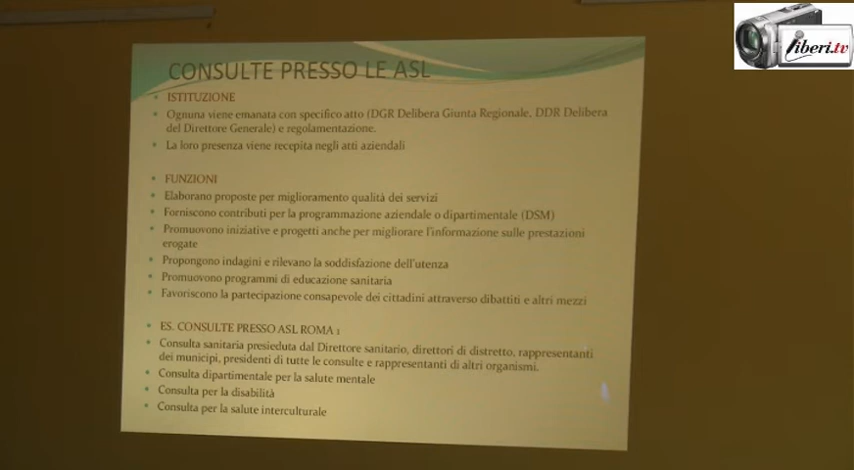 liberi.tv
CONSULTE PRESSO LE ASL
• ISTITUZIONE
• Ognuna viene emanata con specifico atto (DGR Delibera Giunta Regionale, DDR Delibera
del Direttore Generale) e regolamentazione.
• La loro presenza viene recepita negli atti aziendali
• FUNZIONI
• Elaborano proposte per miglioramento qualità dei servizi
• Forniscono contributi per la programmazione aziendale o dipartimentale (DSM)
• Promuovono iniziative e progetti anche per migliorare l'informazione sulle prestazioni
erogate
• Propongono indagini e rilevano la soddisfazione dell'utenza
• Promuovono programmi di educazione sanitaria
• Favoriscono la partecipazione consapevole dei cittadini attraverso dibattiti e altri mezzi
• ES. CONSULTE PRESSO ASL ROMA 1
• Consulta sanitaria presieduta dal Direttore sanitario, direttori di distretto, rappresentanti
dei municipi, presidenti di tutte le consulte e rappresentanti di altri organismi.
• Consulta dipartimentale per la salute mentale
• Consulta per la disabilità
• Consulta per la salute interculturale